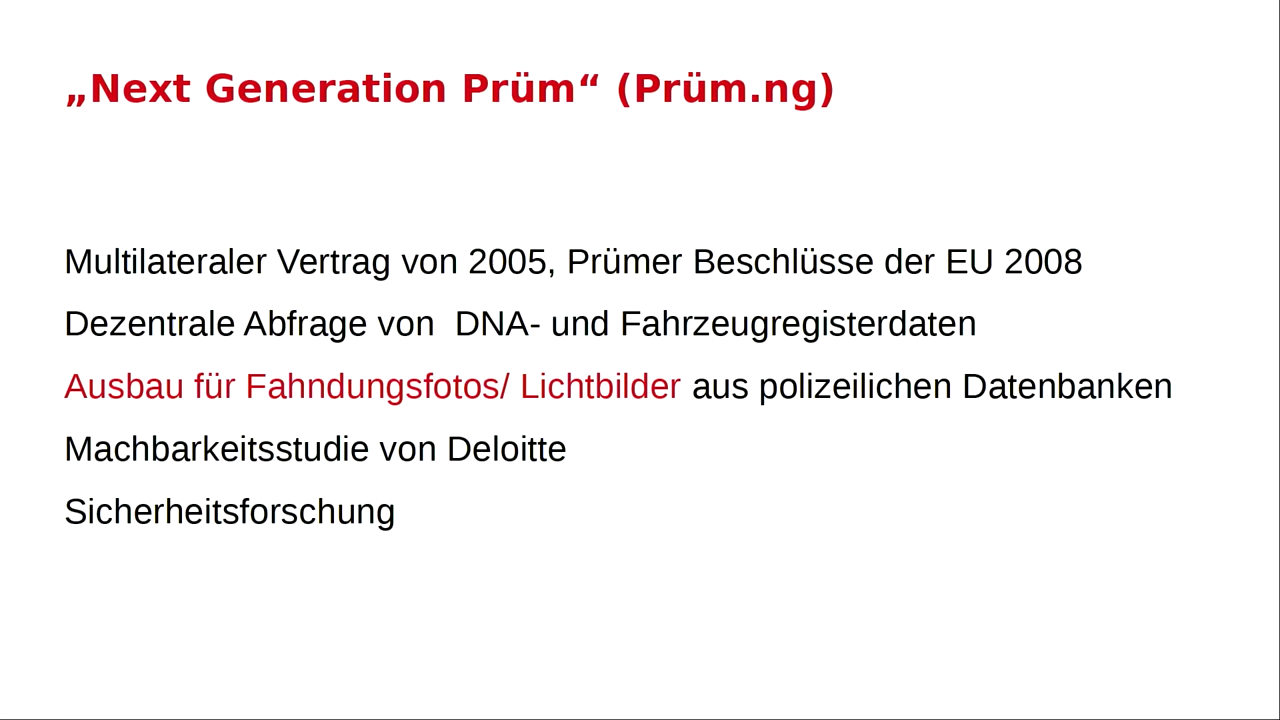 „Next Generation Prüm“ (Prüm.ng)
Multilateraler Vertrag von 2005, Prümer Beschlüsse der EU 2008
Dezentrale Abfrage von  DNA- und Fahrzeugregisterdaten
Ausbau für Fahndungsfotos/ Lichtbilder aus polizeilichen Datenbanken
Machbarkeitsstudie von Deloitte
Sicherheitsforschung